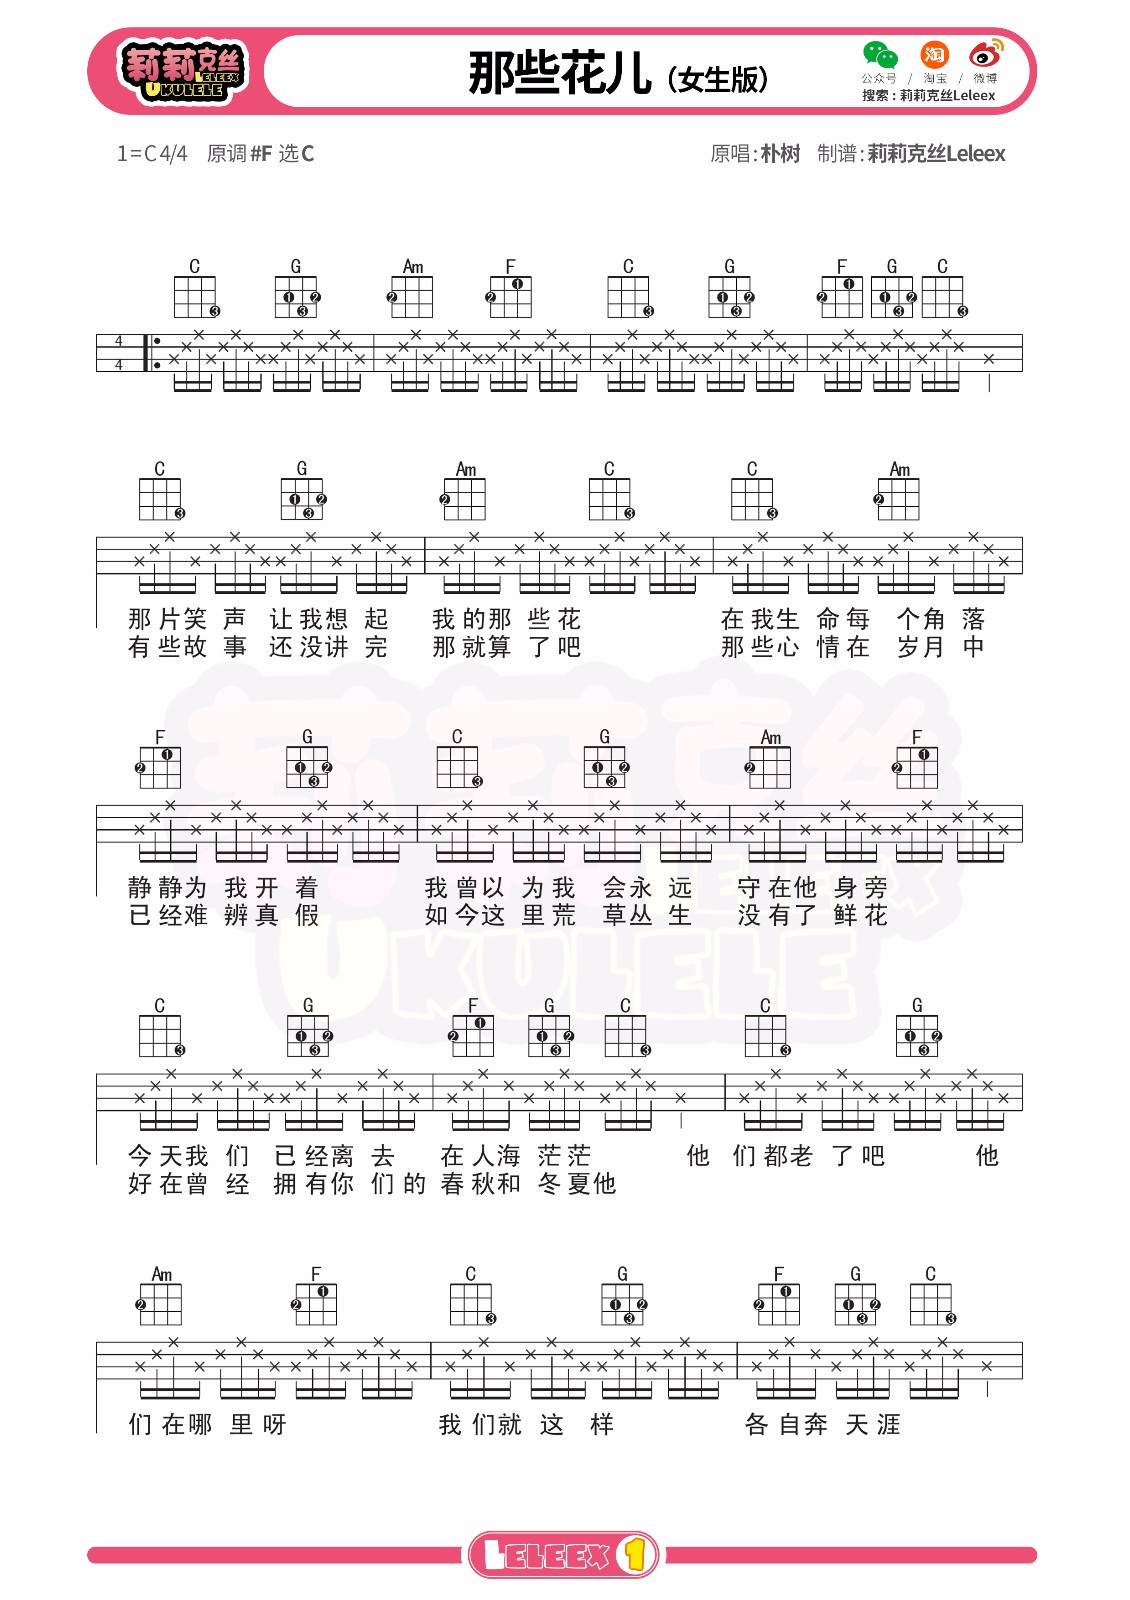 莉莉克丝
LELEEX
UKULELE
那些花儿（女生版）
公众号 / 淘宝 / 微博
搜索：莉莉克丝Leleex
1=C 4/4 原调 #F 选 C
原唱：朴树 制谱：莉莉克丝Leleex
C G Am F C G F G C
4
4
C G Am C C Am
那片笑声 让我想起 我的那些花 在我生命每个角落
有些故事 还没讲完 那就算了吧 那些心情在岁月中
F G C G Am F
静静为我开着 我曾以为我会永远 守在他身旁
已经难辨真假 如今这里荒草丛生 没有了鲜花
C G F G C C G
今天我们 已经离去 在人海茫茫 他们都老了吧 他
好在曾经 拥有你们的春秋和冬夏他
Am F C G F G C
们在哪里呀 我们就这样 各自奔天涯
LELEEX 1
莉莉克丝
LELEEX
UKULELE